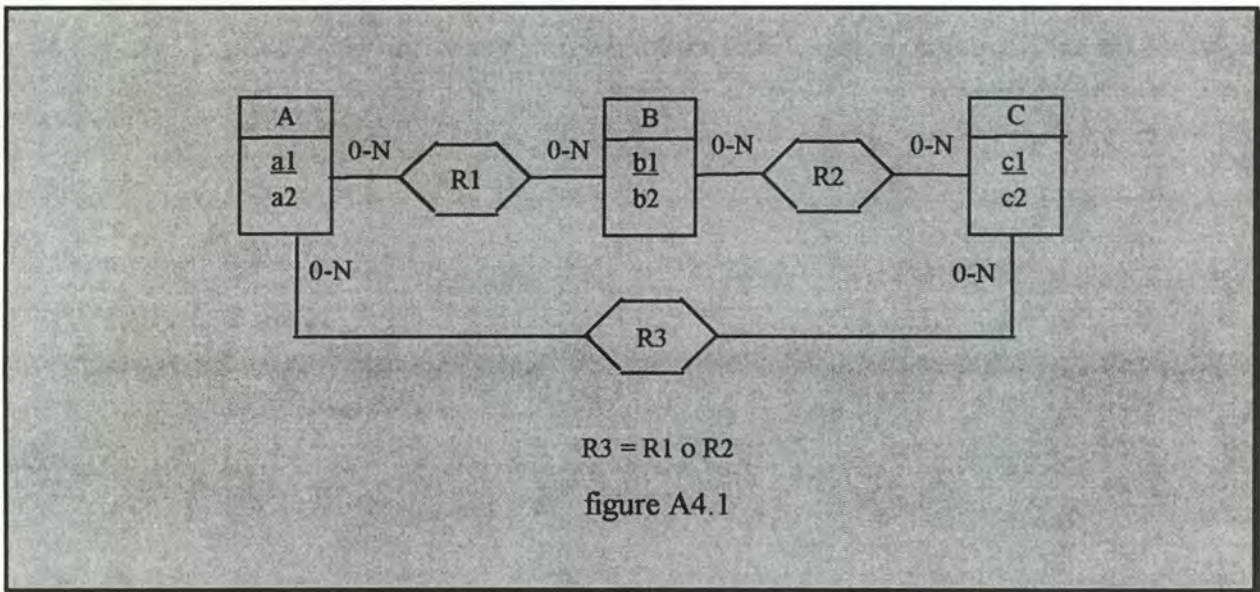 A B C
0-N 0-N 0-N 0-N
a1 b1 c1
R1 R2
a2 b2 c2
0-N 0-N
R3
R3 = R1 o R2
figure A4.1